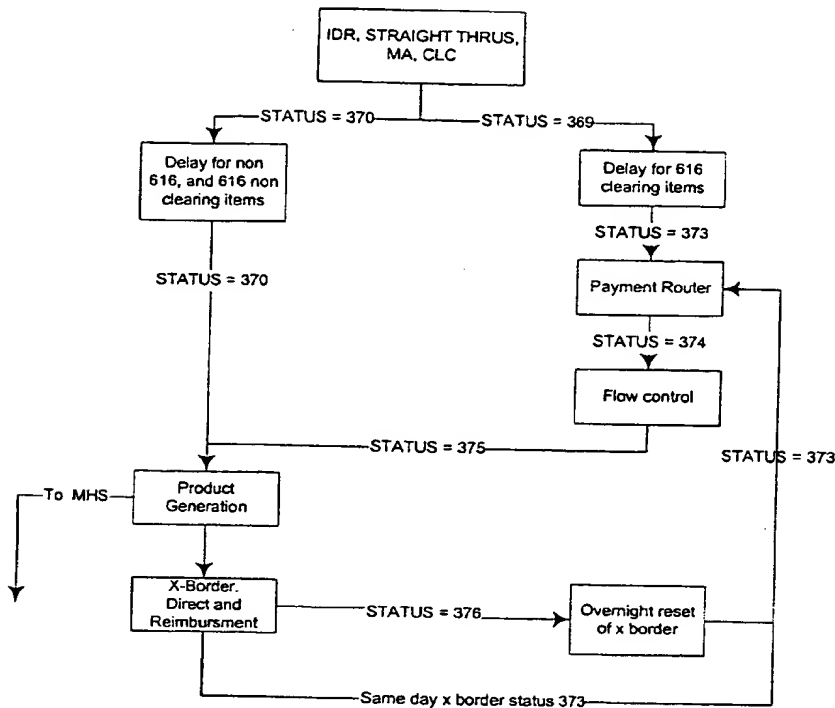 IDR, STRAIGHT THRUS,
MA, CLC
STATUS = 370
STATUS = 369
Delay for non
616, and 616 non
clearing items
Delay for 616
clearing items
STATUS = 373
STATUS = 370
Payment Router
STATUS = 374
Flow control
STATUS = 375
STATUS = 373
Product
Generation
To MHS
X-Border.
Direct and
Reimbursment
STATUS = 376
Overnight reset
of x border
Same day x border status 373